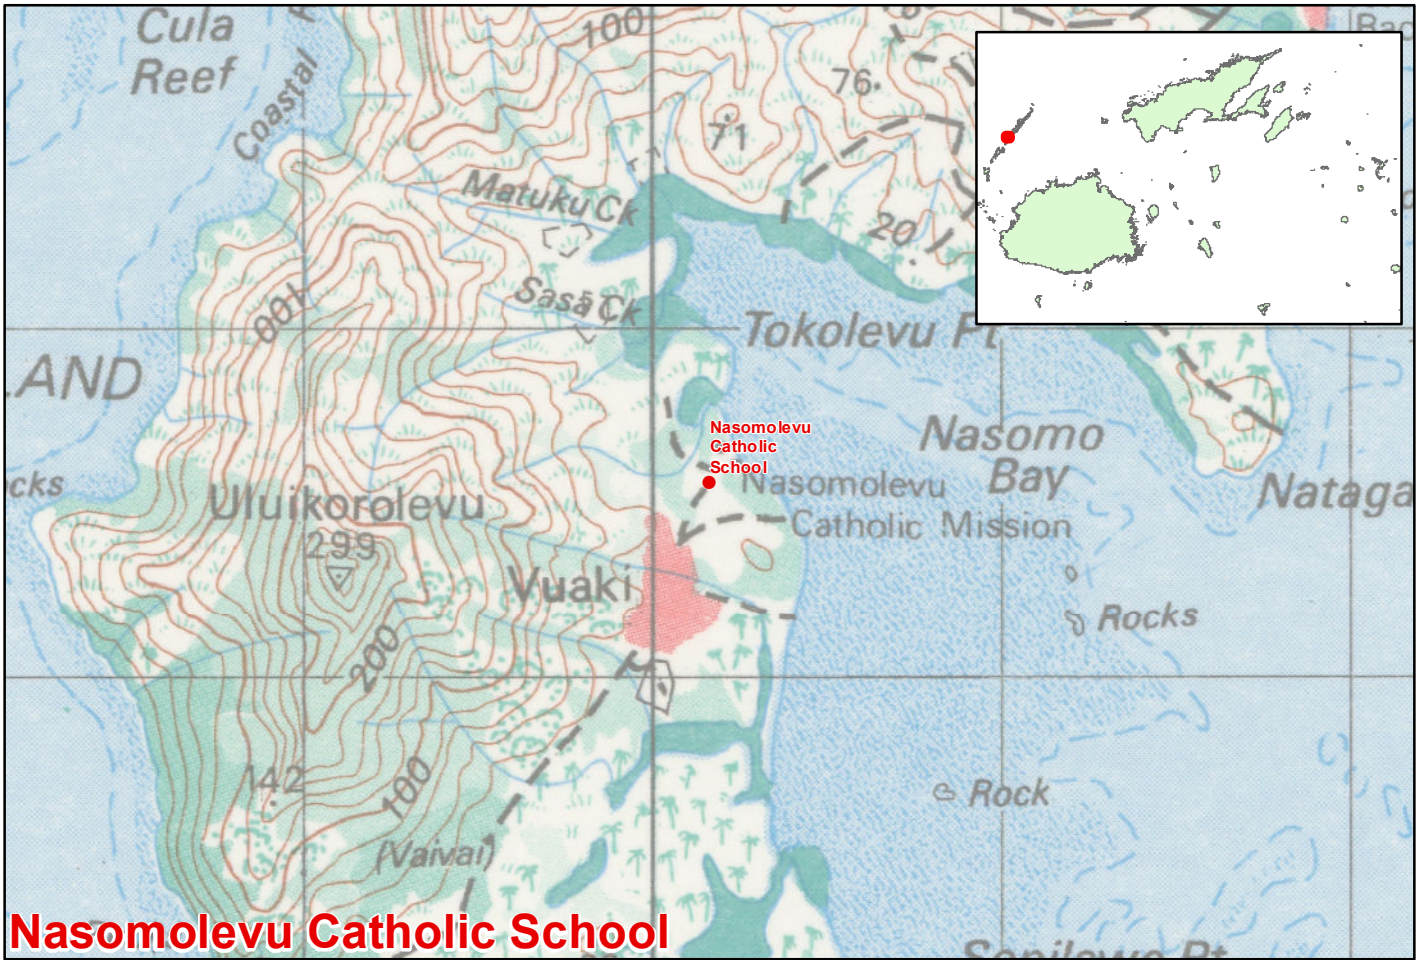 Cula
Reef
Coastal
100
76
71
Matuku Ck
20
Sasā Ck
100
Tokolevu Pt
AND
Nasomolevu
Catholic
School
Nasomo
Bay
cks
Uluikorolevu
299
Nasomolevu
Catholic Mission
Nataga
Vuaki
Rocks
200
142
100
Rock
(Vaivai)
Nasomolevu Catholic School